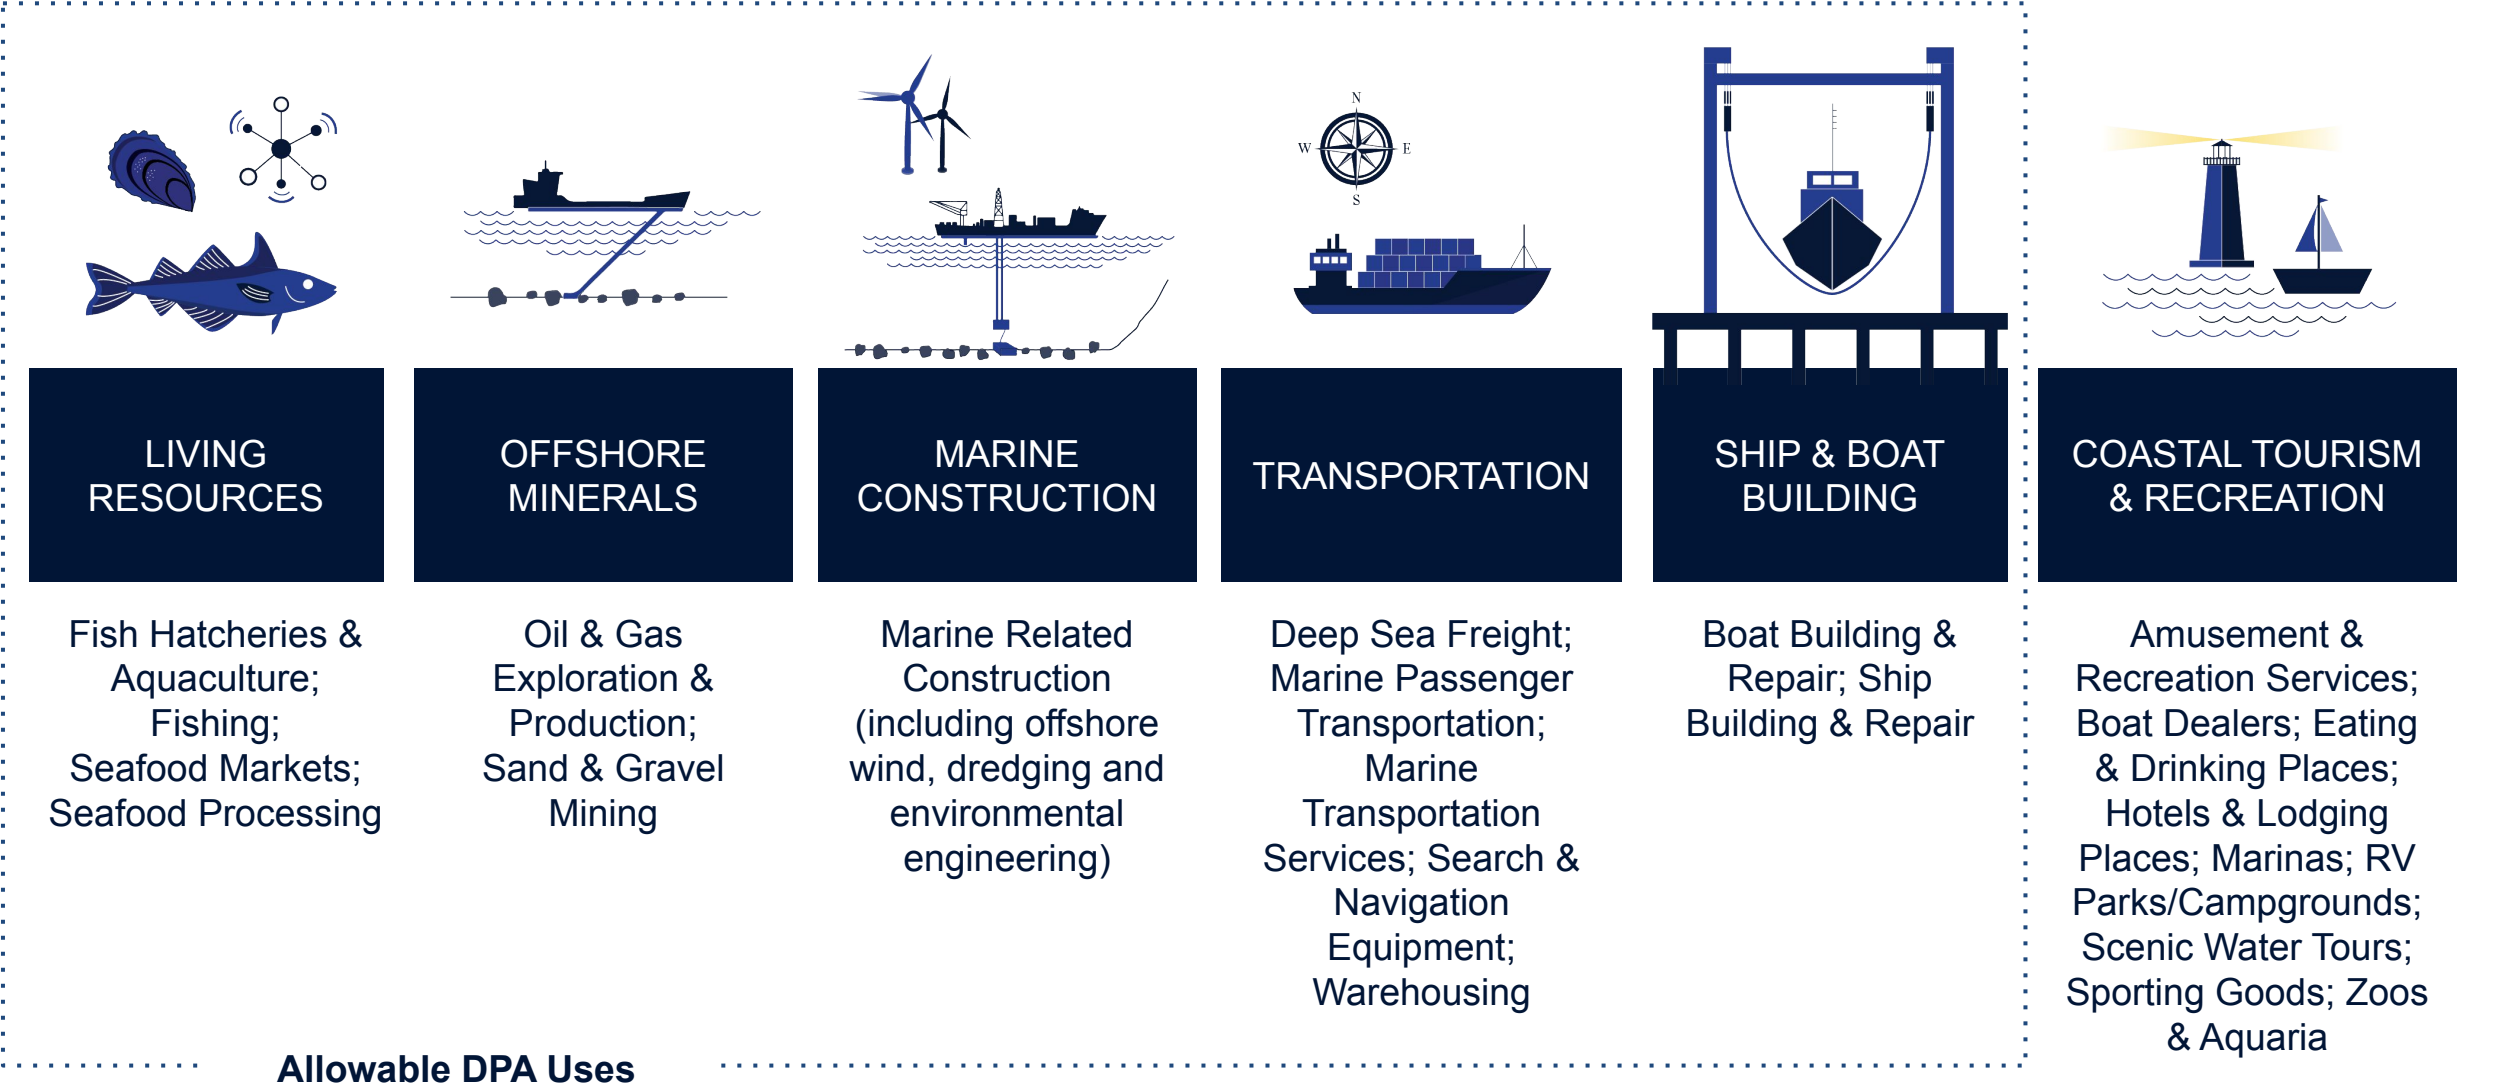 N
W
E
S
LIVING
RESOURCES
OFFSHORE
MINERALS
MARINE
CONSTRUCTION
TRANSPORTATION
SHIP & BOAT
BUILDING
COASTAL TOURISM
& RECREATION
Fish Hatcheries &
Aquaculture;
Fishing;
Seafood Markets;
Seafood Processing
Oil & Gas
Exploration &
Production;
Sand & Gravel
Mining
Marine Related
Construction
(including offshore
wind, dredging and
environmental
engineering)
Deep Sea Freight;
Marine Passenger
Transportation;
Marine
Transportation
Services; Search &
Navigation
Equipment;
Warehousing
Boat Building &
Repair; Ship
Building & Repair
Amusement &
Recreation Services;
Boat Dealers; Eating
& Drinking Places;
Hotels & Lodging
Places; Marinas; RV
Parks/Campgrounds;
Scenic Water Tours;
Sporting Goods; Zoos
& Aquaria
Allowable DPA Uses